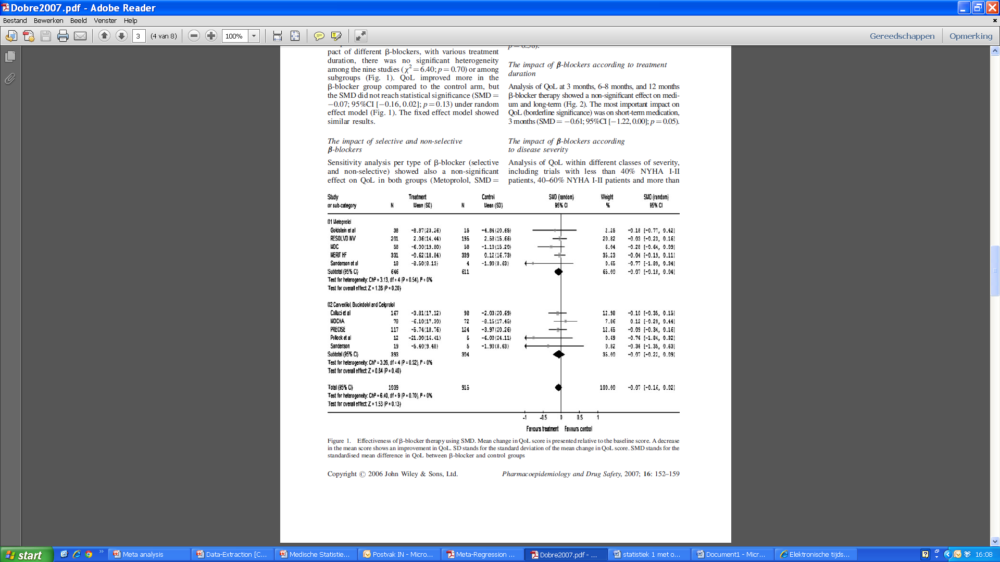 Dobre2007.pdf - Adobe Reader
Bestand Bewerken Beeld Venster Help
3 (4 van 8) 100% Gereedschappen Opmerking
pact of different β-blockers, with various treatment
duration, there was no significant heterogeneity
among the nine studies (χ²=6.40; p=0.70) or among
subgroups (Fig. 1). QoL improved more in the
β-blocker group compared to the control arm, but
the SMD did not reach statistical significance (SMD=
−0.07; 95%CI [−0.16, 0.02]; p=0.13) under random
effect model (Fig. 1). The fixed effect model showed
similar results.
The impact of selective and non-selective
β-blockers
Sensitivity analysis per type of β-blocker (selective
and non-selective) showed also a non-significant
effect on QoL in both groups (Metoprolol, SMD=
The impact of β-blockers according to treatment
duration
Analysis of QoL at 3 months, 6–8 months, and 12 months
β-blocker therapy showed a non-significant effect on medi-
um and long-term (Fig. 2). The most important impact on
QoL (borderline significance) was on short-term medication,
3 months (SMD=−0.61; 95%CI [−1.22, 0.00]; p=0.05).
The impact of β-blockers according
to disease severity
Analysis of QoL within different classes of severity,
including trials with less than 40% NYHA I-II
patients, 40–60% NYHA I-II patients and more than
Study Treatment Control SMD (random) Weight SMD (random)
or sub-category N Mean (SD) N Mean (SD) 95% CI % 95% CI
01 Metoprolol
Goldstein et al 38 -8.87(23.26) 15 -4.84(20.65) 2.25 -0.18 [-0.77, 0.42]
RESOLVD INV 201 2.06(14.44) 195 2.58(15.66) 20.82 -0.03 [-0.23, 0.16]
MDC 58 -6.00(19.80) 58 -1.10(15.20) 6.04 -0.28 [-0.64, 0.09]
MERIT HF 331 -0.62(18.84) 339 0.12(16.73) 35.23 -0.04 [-0.19, 0.11]
Sanderson et al 18 -8.50(8.13) 4 -1.90(8.63) 0.65 -0.77 [-1.89, 0.34]
Subtotal (95% CI) 646 611 65.00 -0.07 [-0.18, 0.04]
Test for heterogeneity: Chi² = 3.13, df = 4 (P = 0.54), I² = 0%
Test for overall effect: Z = 1.28 (P = 0.20)
02 Carvedilol, Bucindolol and Celiprolol
Colluci et al 167 -3.81(17.12) 98 -2.03(20.69) 12.98 -0.10 [-0.35, 0.15]
MOCHA 78 -6.10(17.30) 72 -8.15(17.45) 7.86 0.12 [-0.20, 0.44]
PRECISE 117 -5.74(18.76) 124 -3.97(20.26) 12.65 -0.09 [-0.34, 0.16]
Pollock et al 12 -21.00(16.41) 5 -6.00(24.11) 0.69 -0.76 [-1.84, 0.32]
Sanderson 19 -5.40(9.48) 5 -1.90(8.63) 0.82 -0.36 [-1.35, 0.63]
Subtotal (95% CI) 393 304 35.00 -0.07 [-0.22, 0.09]
Test for heterogeneity: Chi² = 3.26, df = 4 (P = 0.52), I² = 0%
Test for overall effect: Z = 0.84 (P = 0.40)
Total (95% CI) 1039 915 100.00 -0.07 [-0.16, 0.02]
Test for heterogeneity: Chi² = 6.40, df = 9 (P = 0.70), I² = 0%
Test for overall effect: Z = 1.53 (P = 0.13)
-1 -0.5 0 0.5 1
Favours treatment Favours control
Figure 1. Effectiveness of β-blocker therapy using SMD. Mean change in QoL score is presented relative to the baseline score. A decrease
in the mean score shows an improvement in QoL. SD stands for the standard deviation of the mean change in QoL score. SMD stands for the
standardised mean difference in QoL between β-blocker and control groups
Copyright © 2006 John Wiley & Sons, Ltd. Pharmacoepidemiology and Drug Safety, 2007; 16: 152–159
start Meta analysis Data-Extraction [C... Medische Statistie... Postvak IN - Micro... Meta-Regression ... Dobre2007.pdf - ... statistiek 1 met o... Document1 - Micr... Elektronische tijds... 16:08